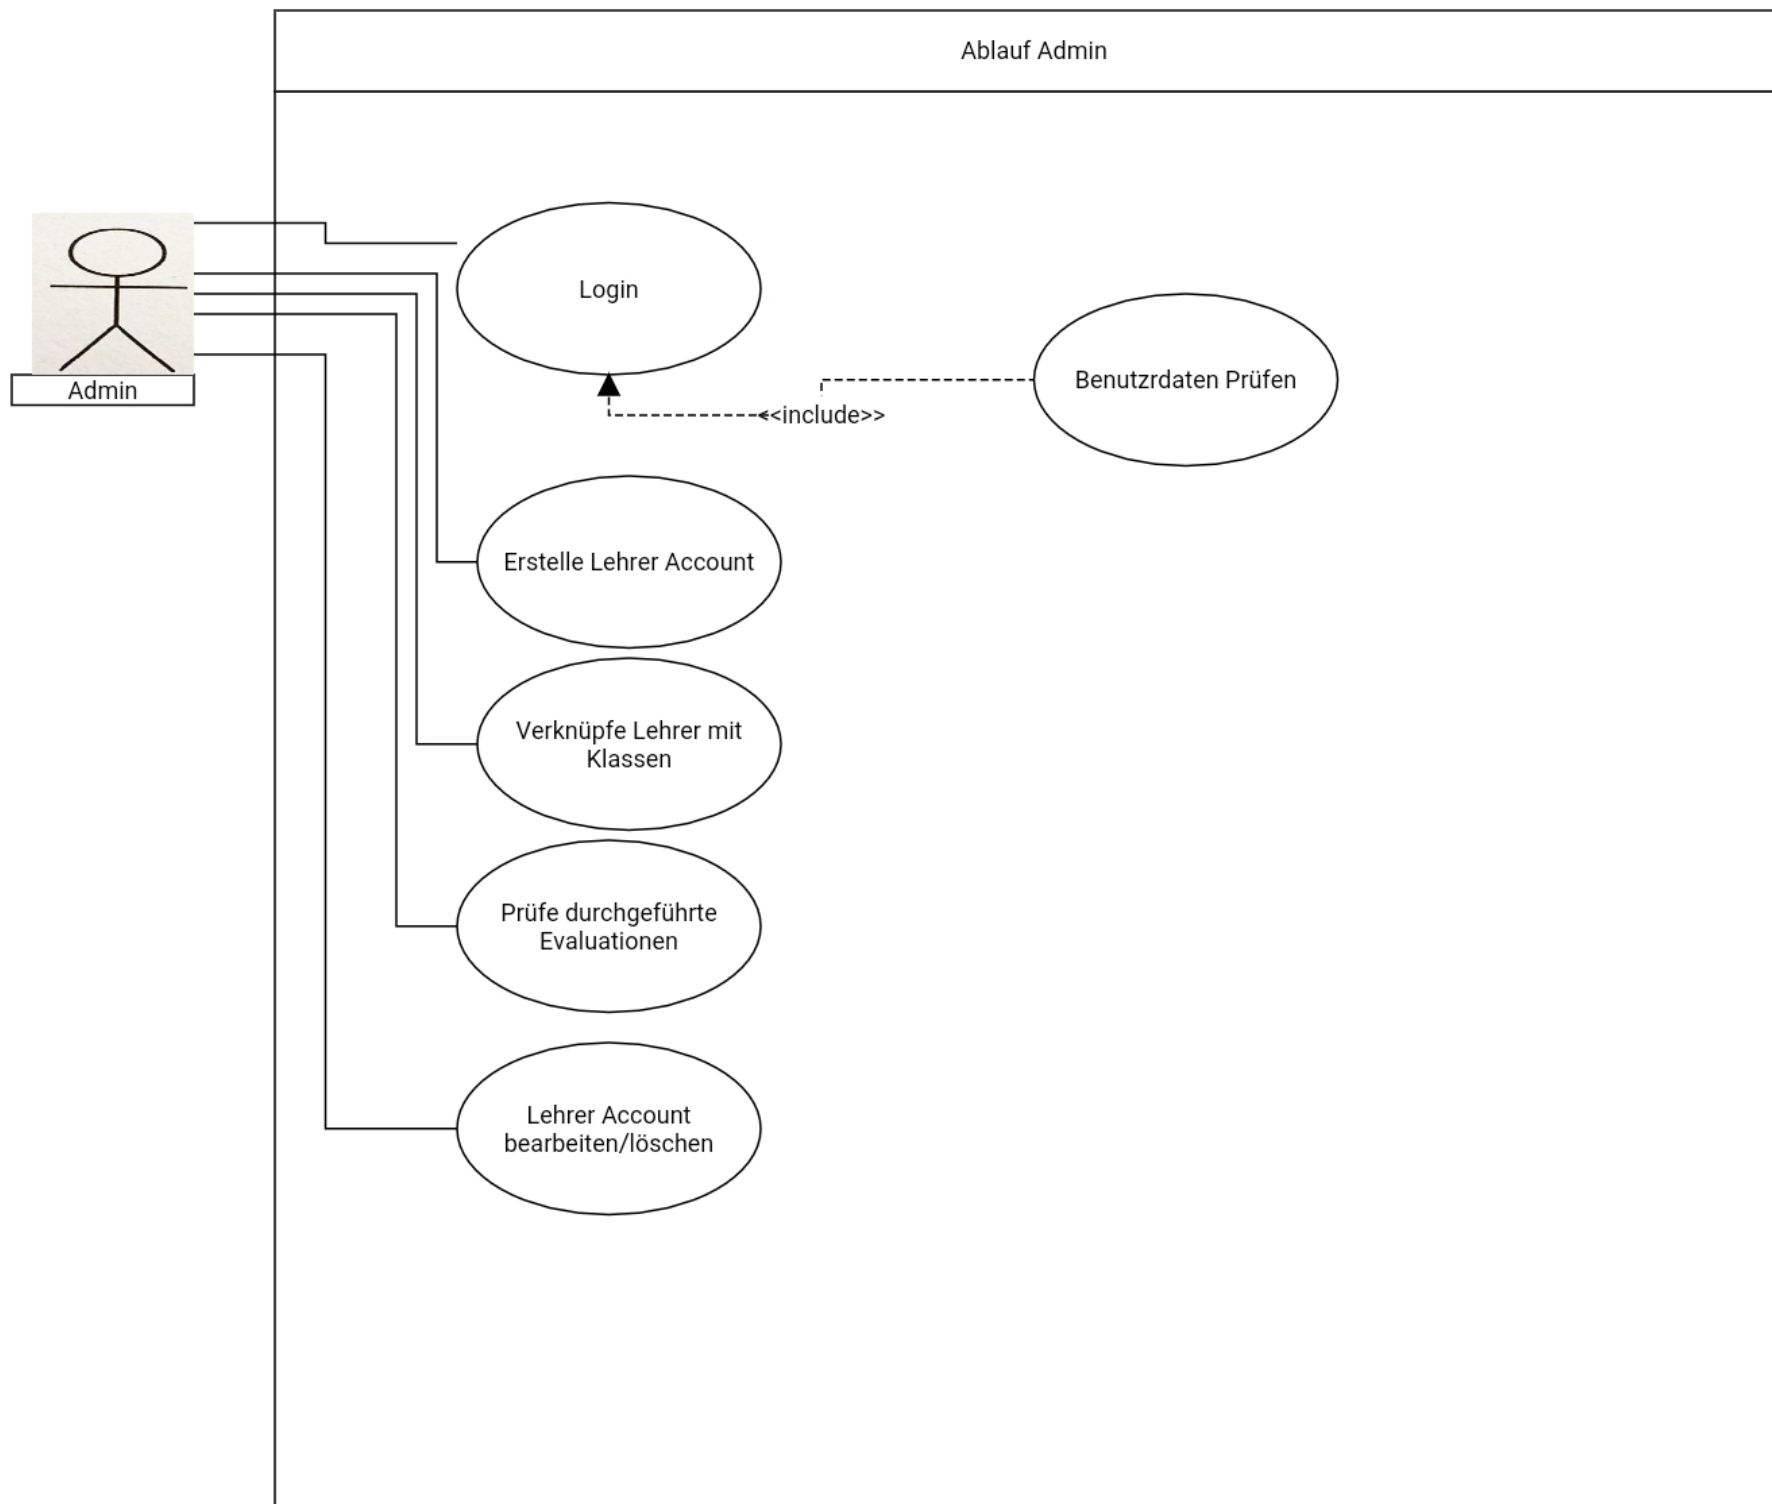 Ablauf Admin
Login
Admin
Benutzrdaten Prüfen
<<include>>
Erstelle Lehrer Account
Verknüpfe Lehrer mit
Klassen
Prüfe durchgeführte
Evaluationen
Lehrer Account
bearbeiten/löschen